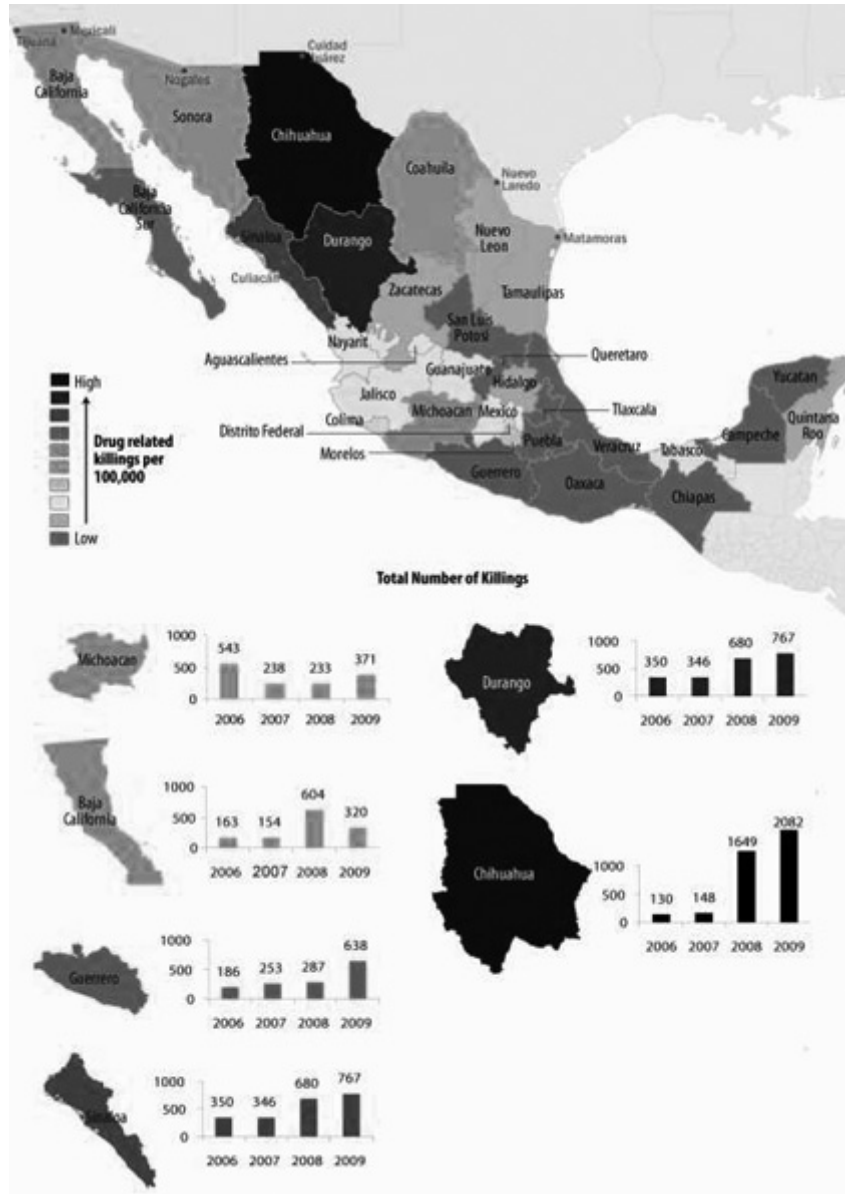 Tijuana
Mexicali
Cuidad
Juárez
Baja
California
Nogales
Sonora
Chihuahua
Coahuila
Nuevo
Laredo
Baja
California
Sur
Sinaloa
Durango
Nuevo
Leon
Matamoras
Culiacán
Zacatecas
Tamaulipas
San Luis
Potosi
Nayarit
Aguascalientes
Queretaro
Guanajuato
Hidalgo
Yucatan
Jalisco
Michoacan
Mexico
Tlaxcala
Quintana
Roo
Colima
Distrito Federal
Puebla
Veracruz
Tabasco
Campeche
Morelos
Guerrero
Oaxaca
Chiapas
High
Drug related
killings per
100,000
Low
Total Number of Killings
Michoacan
1000
500
0
543 238 233 371
2006 2007 2008 2009
Durango
1000
500
0
350 346 680 767
2006 2007 2008 2009
Baja
California
1000
500
0
163 154 604 320
2006 2007 2008 2009
Chihuahua
1000
500
0
130 148 1649 2082
2006 2007 2008 2009
Guerrero
1000
500
0
186 253 287 638
2006 2007 2008 2009
Sinaloa
1000
500
0
350 346 680 767
2006 2007 2008 2009